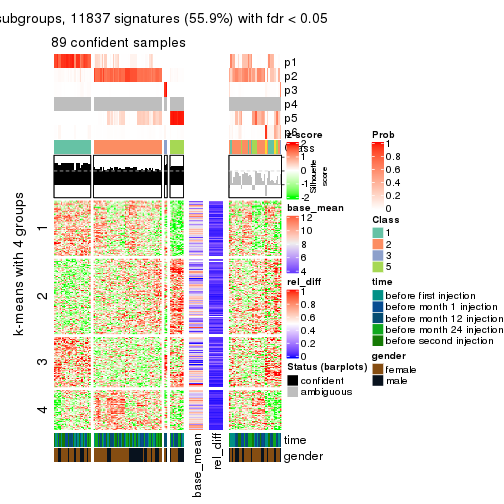 subgroups, 11837 signatures (55.9%) with fdr < 0.05
89 confident samples
p1
p2
p3
p4
p5
p6
Class
Silhouette
score
k-means with 4 groups
1
2
3
4
time
gender
base_mean
rel_diff
z-score
2
1
0
-1
-2
base_mean
12
10
8
6
4
rel_diff
1
0.8
0.6
0.4
0.2
0
Status (barplots)
confident
ambiguous
Prob
1
0.8
0.6
0.4
0.2
0
Class
1
2
3
5
time
before first injection
before month 1 injection
before month 12 injection
before month 24 injection
before second injection
gender
female
male